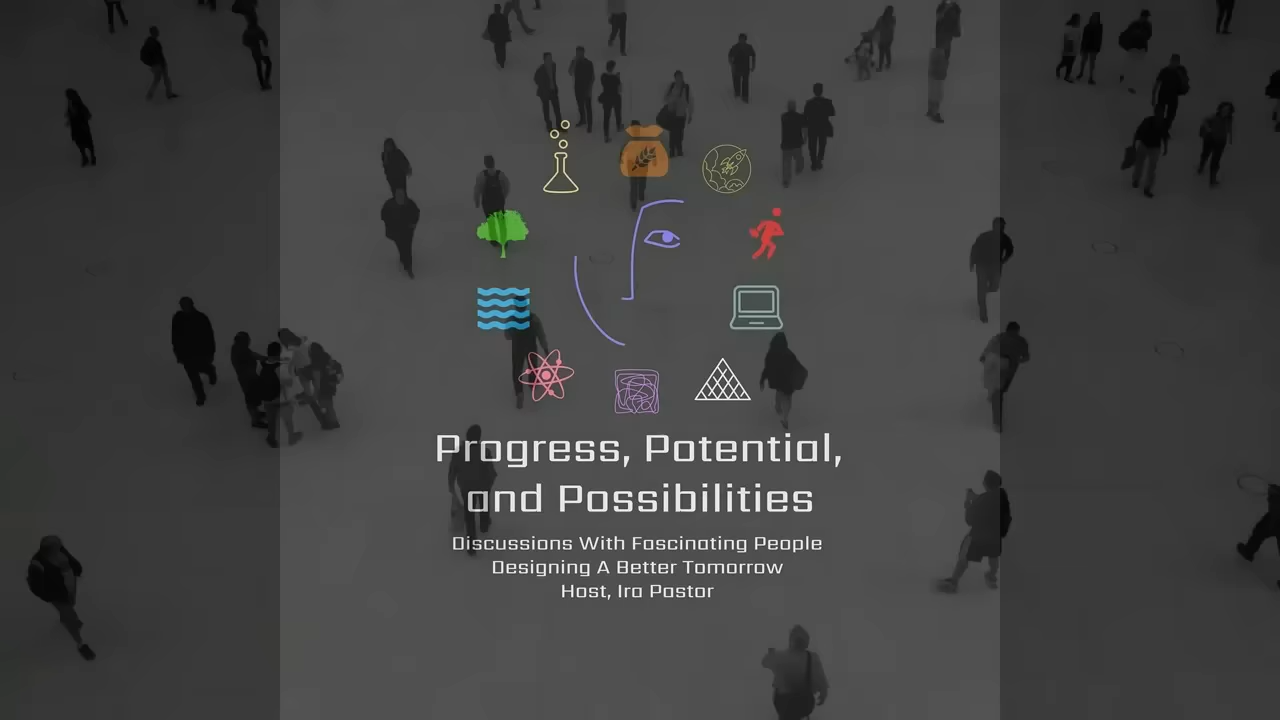 Progress, Potential,
and Possibilities
Discussions With Fascinating People
Designing A Better Tomorrow
Host, Ira Pastor